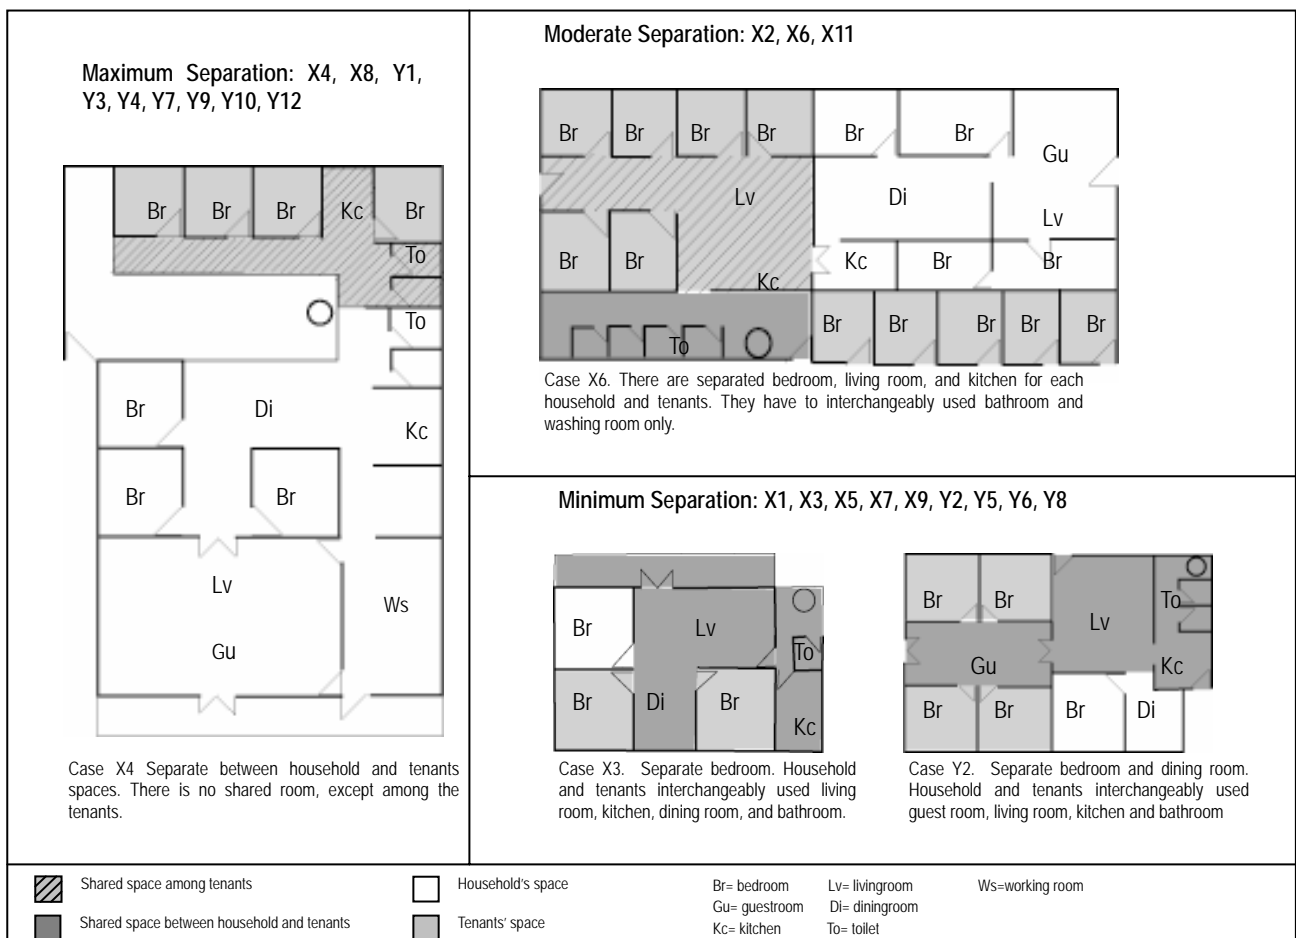 Maximum Separation: X4, X8, Y1,
Y3, Y4, Y7, Y9, Y10, Y12
Br Br Br Kc Br
To
To
Br Di
Kc
Br Br
Lv
Ws
Gu
Case X4 Separate between household and tenants
spaces. There is no shared room, except among the
tenants.
Moderate Separation: X2, X6, X11
Br Br Br Br Br Br
Gu
Lv Di
Lv
Br Br Kc Br Br
Kc
Br Br Br Br Br
To
Case X6. There are separated bedroom, living room, and kitchen for each
household and tenants. They have to interchangeably used bathroom and
washing room only.
Minimum Separation: X1, X3, X5, X7, X9, Y2, Y5, Y6, Y8
Br Lv
To
Br Di Br
Kc
Case X3. Separate bedroom. Household
and tenants interchangeably used living
room, kitchen, dining room, and bathroom.
Br Br To
Lv
Gu Kc
Br Br Br Di
Case Y2. Separate bedroom and dining room.
Household and tenants interchangeably used
guest room, living room, kitchen and bathroom
Shared space among tenants
Shared space between household and tenants
Household's space
Tenants' space
Br= bedroom Lv= livingroom Ws=working room
Gu= guestroom Di= diningroom
Kc= kitchen To= toilet